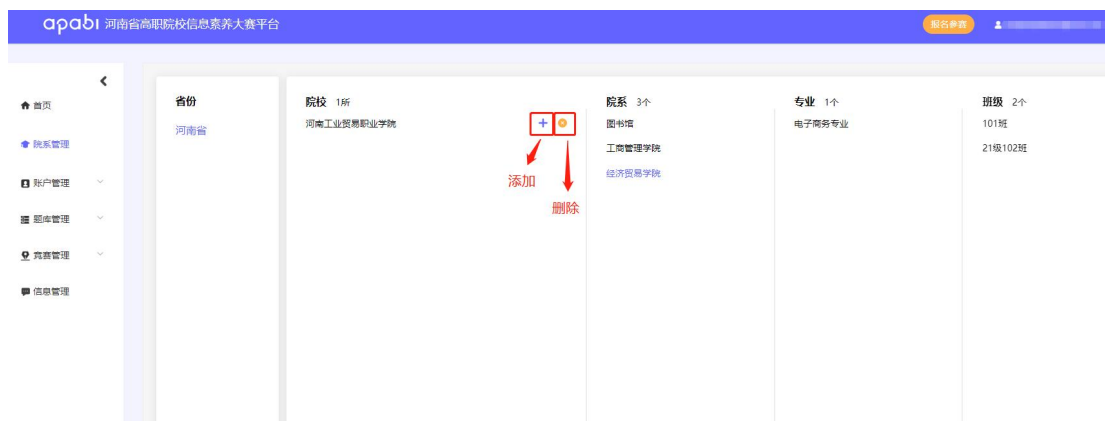 apabi 河南省高职院校信息素养大赛平台
报名参赛
首页
院系管理
账户管理
题库管理
竞赛管理
信息管理
省份
河南省
院校 1所
河南工业贸易职业学院
添加
删除
院系 3个
图书馆
工商管理学院
经济贸易学院
专业 1个
电子商务专业
班级 2个
101班
21级102班